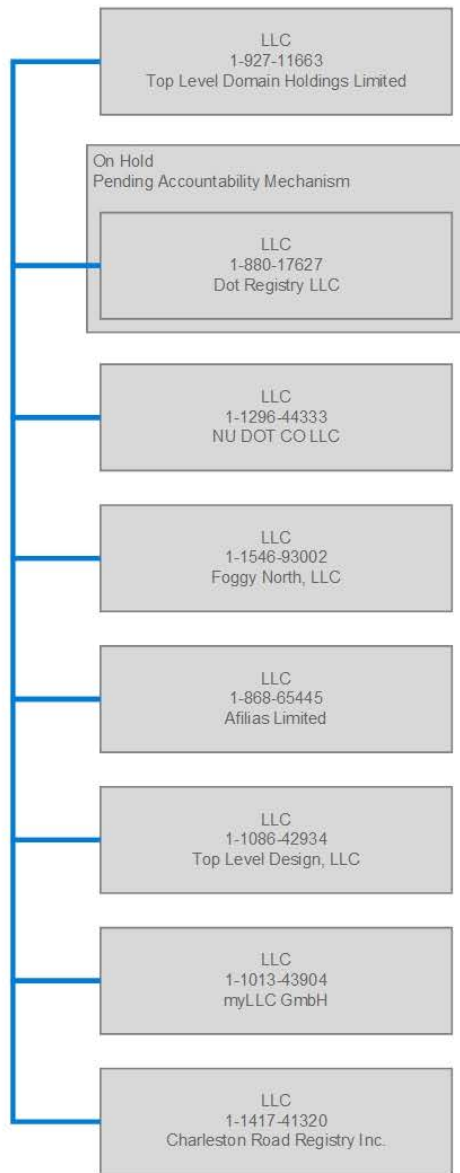 LLC
1-927-11663
Top Level Domain Holdings Limited
On Hold
Pending Accountability Mechanism
LLC
1-880-17627
Dot Registry LLC
LLC
1-1296-44333
NU DOT CO LLC
LLC
1-1546-93002
Foggy North, LLC
LLC
1-868-65445
Afilias Limited
LLC
1-1086-42934
Top Level Design, LLC
LLC
1-1013-43904
myLLC GmbH
LLC
1-1417-41320
Charleston Road Registry Inc.